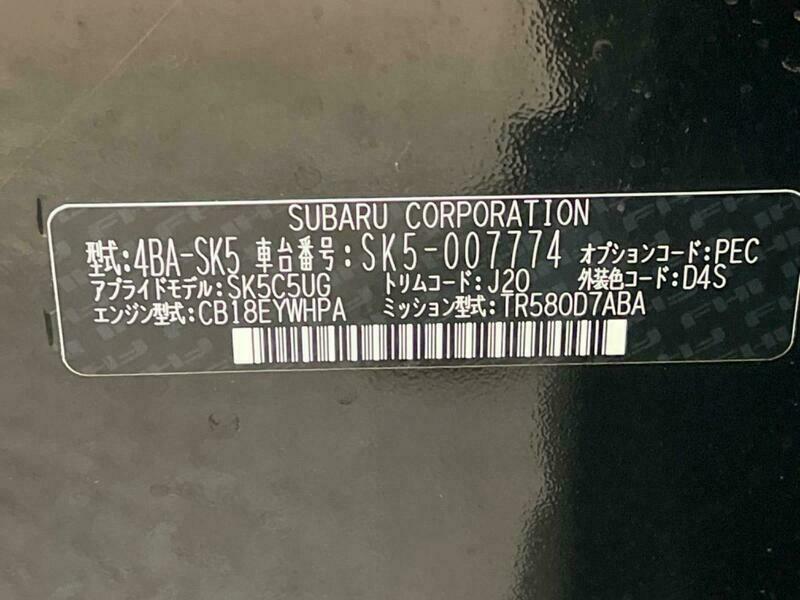 SUBARU CORPORATION
型式:4BA-SK5 車台番号:SK5-007774 オプションコード:PEC
アプライドモデル:SK5C5UG トリムコード:J20 外装色コード:D4S
エンジン型式:CB18EYWHPA ミッション型式:TR580D7ABA